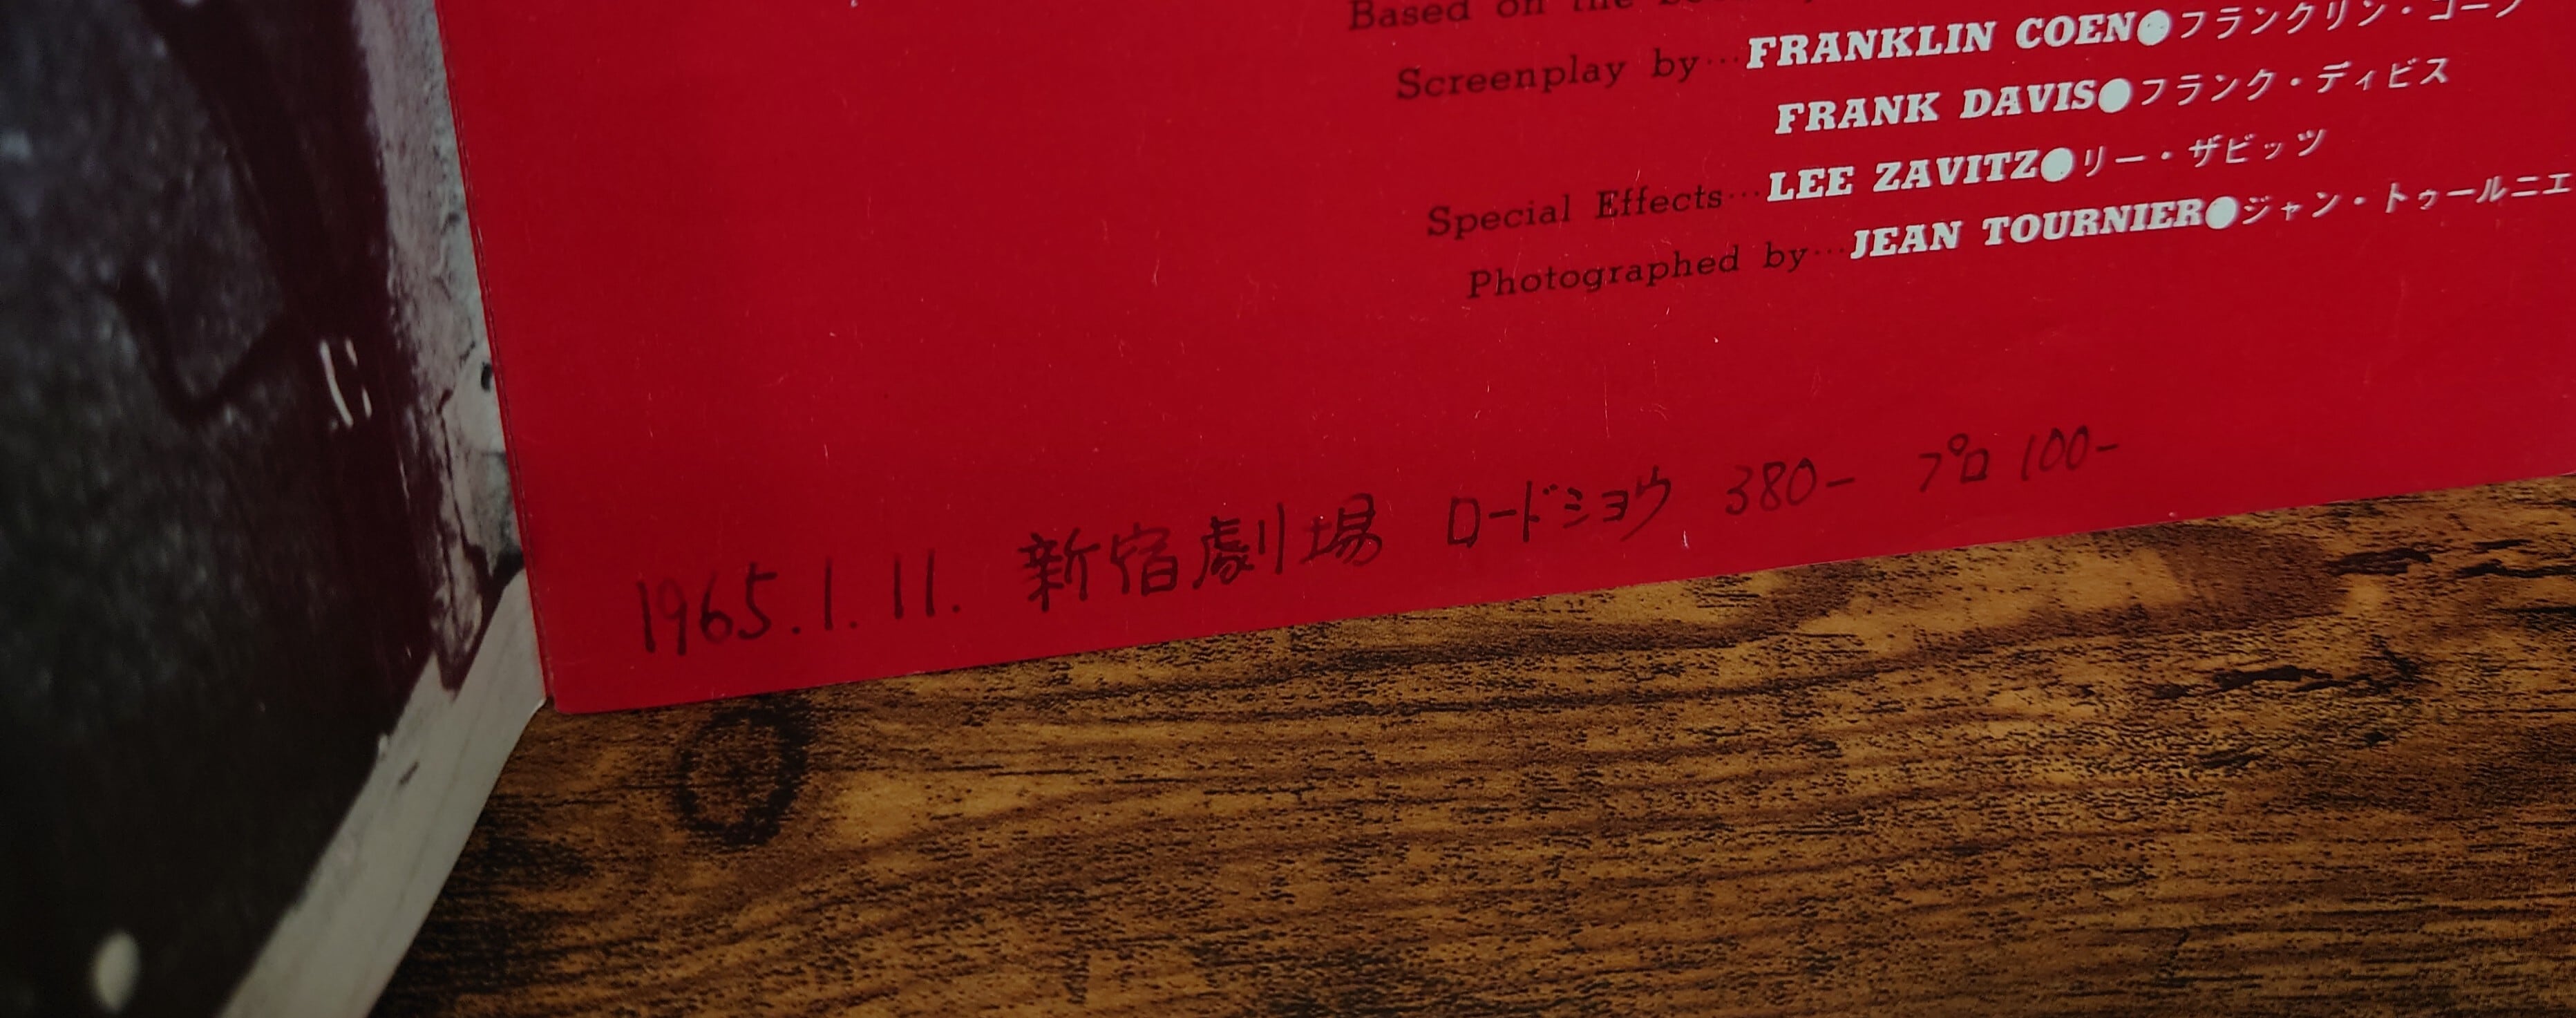 Based on the
Screenplay by…FRANKLIN COEN●フランクリン・コーン
FRANK DAVIS●フランク・ディビス
Special Effects…LEE ZAVITZ●リー・ザビッツ
Photographed by…JEAN TOURNIER●ジャン・トゥールニエ
1965.1.11. 新宿劇場 ロードショウ 380- プロ 100-